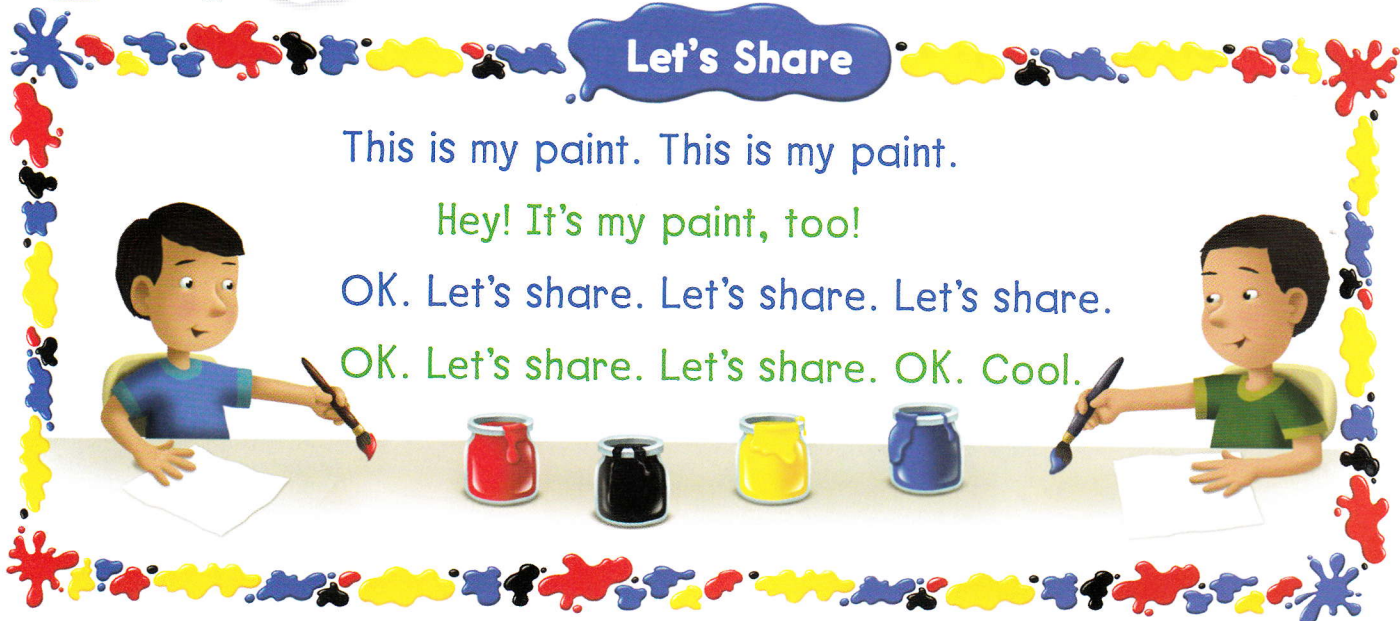 Let's Share
This is my paint. This is my paint.
Hey! It's my paint, too!
OK. Let's share. Let's share. Let's share.
OK. Let's share. Let's share. OK. Cool.